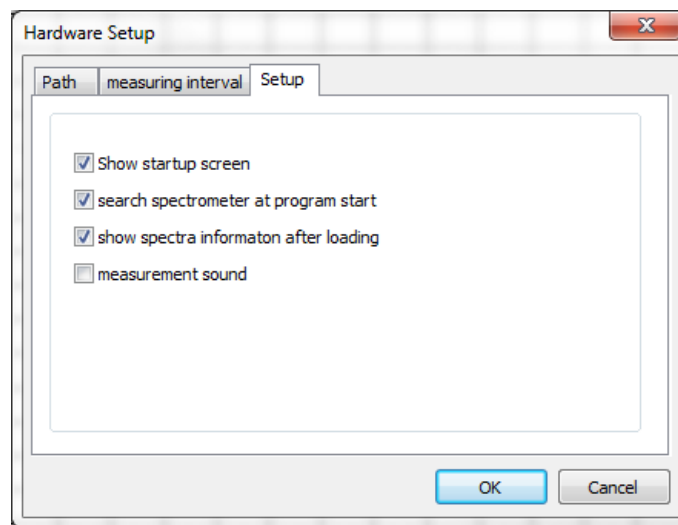 Hardware Setup
Path measuring interval Setup
Show startup screen
search spectrometer at program start
show spectra informaton after loading
measurement sound
OK Cancel